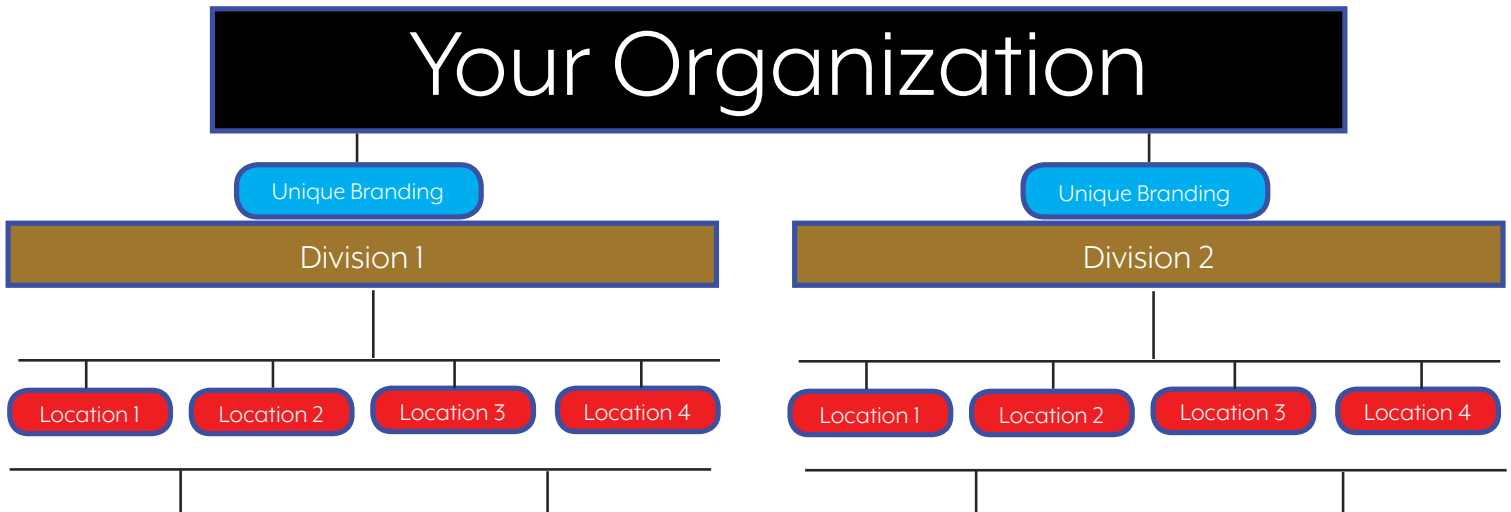 Your Organization
Unique Branding
Unique Branding
Division 1
Division 2
Location 1
Location 2
Location 3
Location 4
Location 1
Location 2
Location 3
Location 4